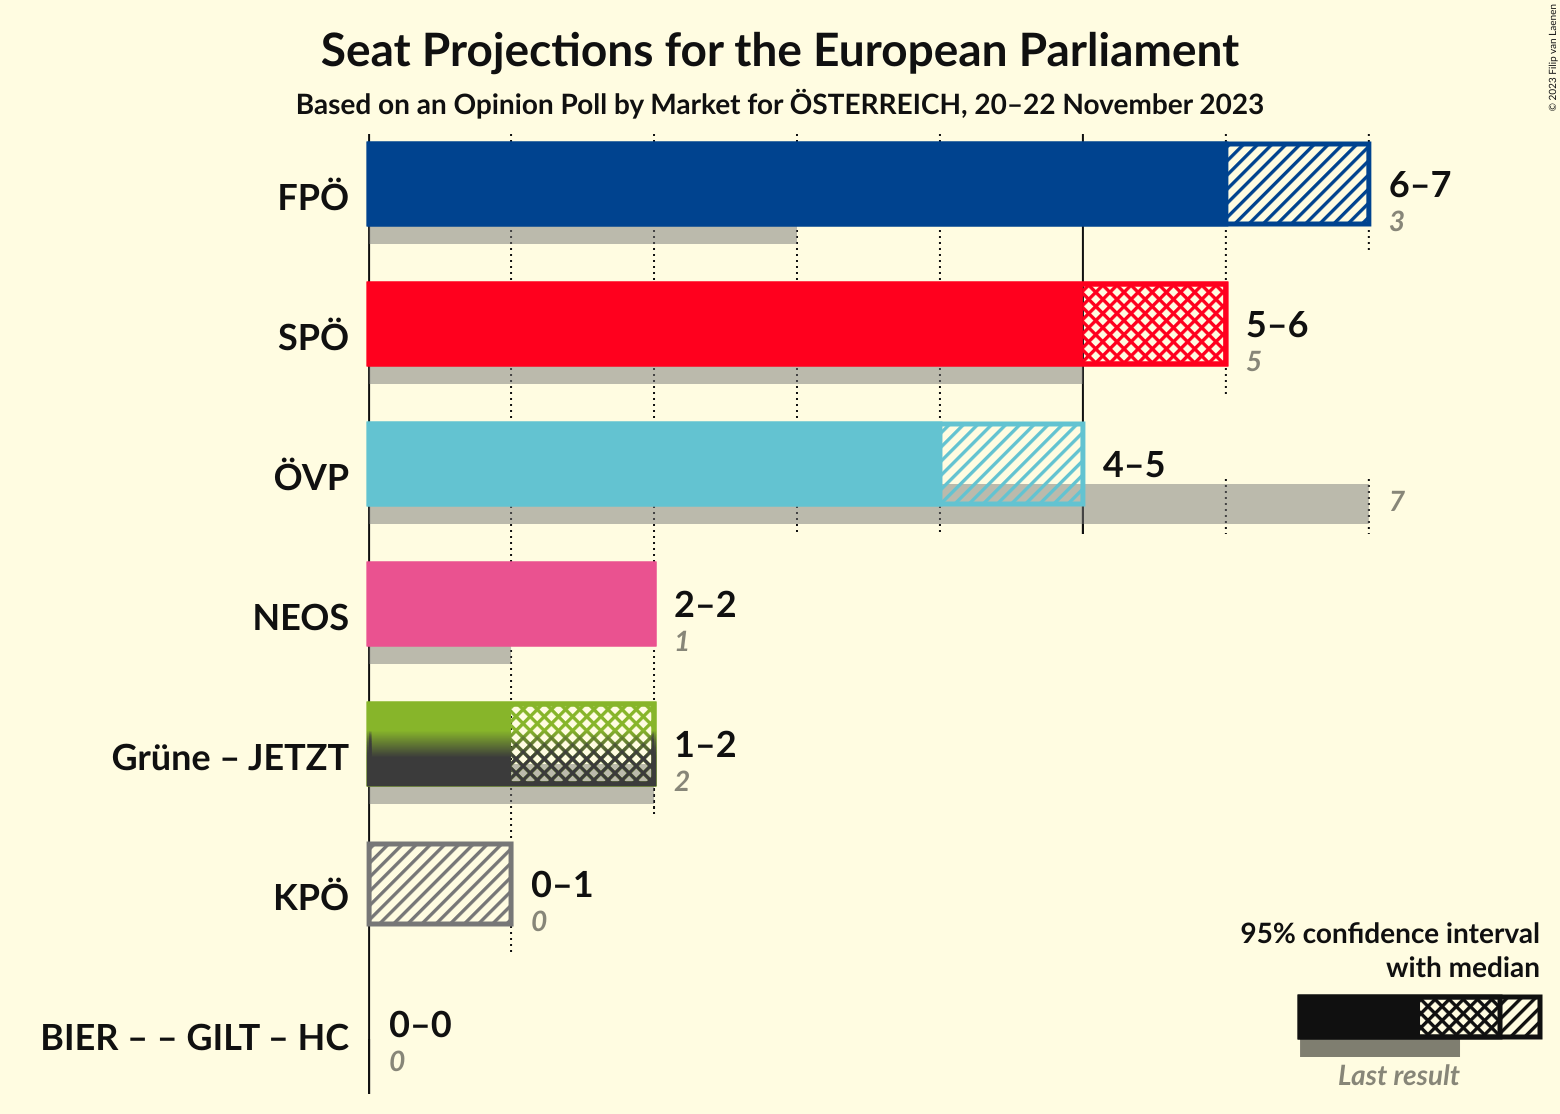 Seat Projections for the European Parliament
Based on an Opinion Poll by Market for ÖSTERREICH, 20–22 November 2023
© 2023 Filip van Laenen
FPÖ
6–7
3
SPÖ
5–6
5
ÖVP
4–5
7
NEOS
2–2
1
Grüne – JETZT
1–2
2
KPÖ
0–1
0
BIER – – GILT – HC
0–0
0
95% confidence interval
with median
Last result